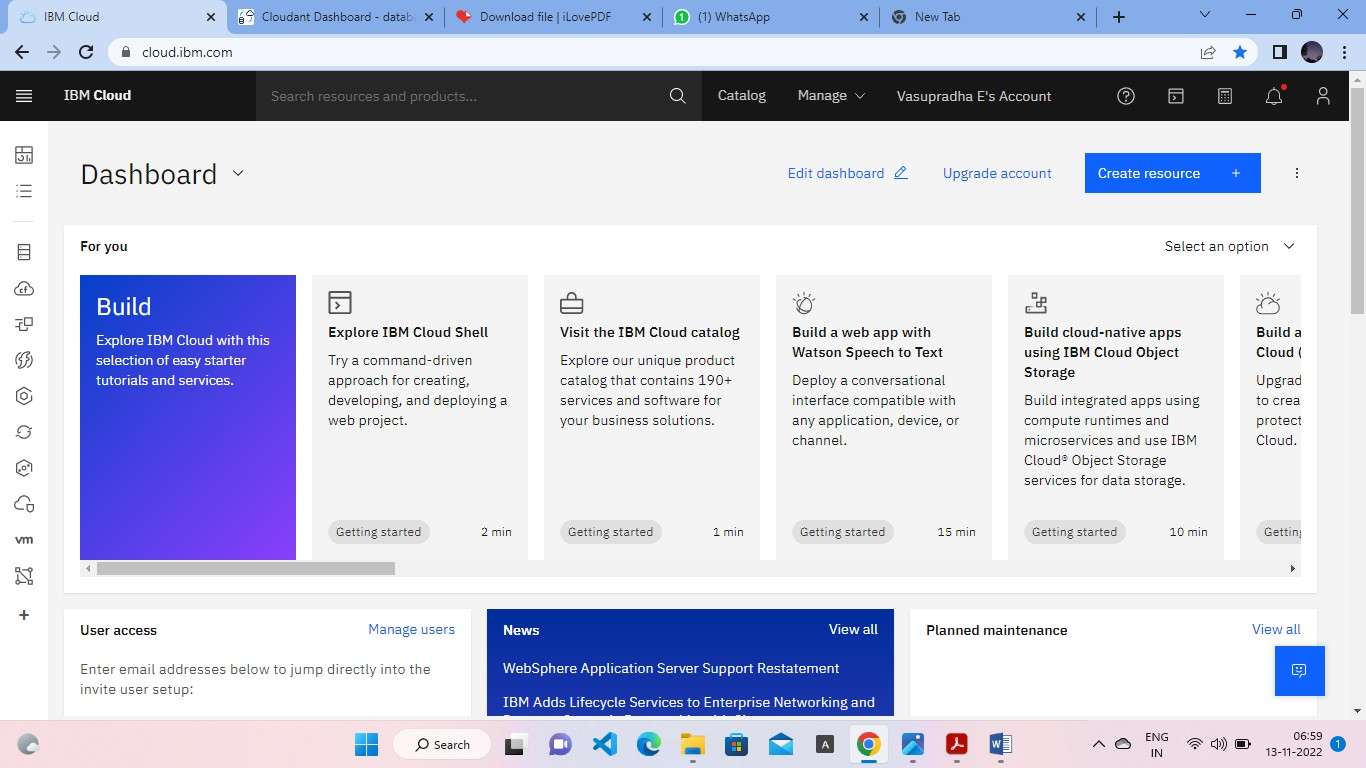 IBM Cloud
Cloudant Dashboard - datab
Download file | iLovePDF
(1) WhatsApp
New Tab
cloud.ibm.com
IBM Cloud
Search resources and products...
Catalog
Manage
Vasupradha E's Account
Dashboard
Edit dashboard
Upgrade account
Create resource
For you
Select an option
Build
Explore IBM Cloud with this
selection of easy starter
tutorials and services.
Explore IBM Cloud Shell
Try a command-driven
approach for creating,
developing, and deploying a
web project.
Getting started
2 min
Visit the IBM Cloud catalog
Explore our unique product
catalog that contains 190+
services and software for
your business solutions.
Getting started
1 min
Build a web app with
Watson Speech to Text
Deploy a conversational
interface compatible with
any application, device, or
channel.
Getting started
15 min
Build cloud-native apps
using IBM Cloud Object
Storage
Build integrated apps using
compute runtimes and
microservices and use IBM
Cloud® Object Storage
services for data storage.
Getting started
10 min
Build a
Cloud (
Upgrad
to crea
protect
Cloud.
Getting
vm
User access
Manage users
Enter email addresses below to jump directly into the
invite user setup:
News
View all
WebSphere Application Server Support Restatement
IBM Adds Lifecycle Services to Enterprise Networking and
Planned maintenance
View all
Search
A
ENG
IN
06:59
13-11-2022
1